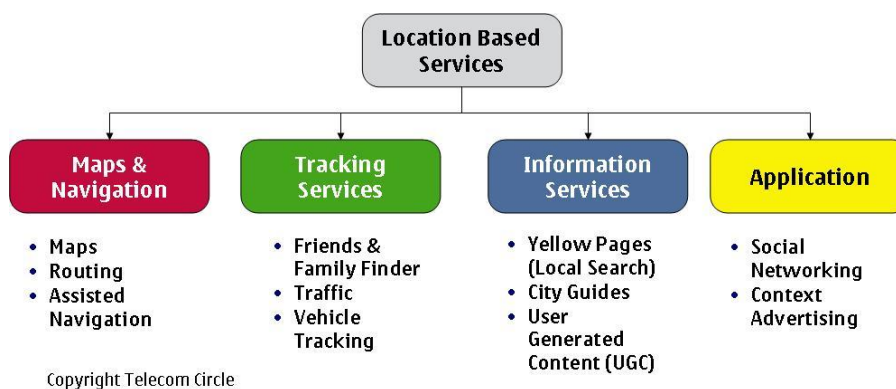 Location Based
Services
Maps &
Navigation
Tracking
Services
Information
Services
Application
• Maps
• Routing
• Assisted
Navigation
• Friends &
Family Finder
• Traffic
• Vehicle
Tracking
• Yellow Pages
(Local Search)
• City Guides
• User
Generated
Content (UGC)
• Social
Networking
• Context
Advertising
Copyright Telecom Circle